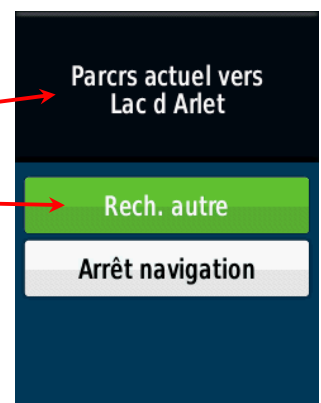 Parcrs actuel vers
Lac d Arlet
Rech. autre
Arrêt navigation